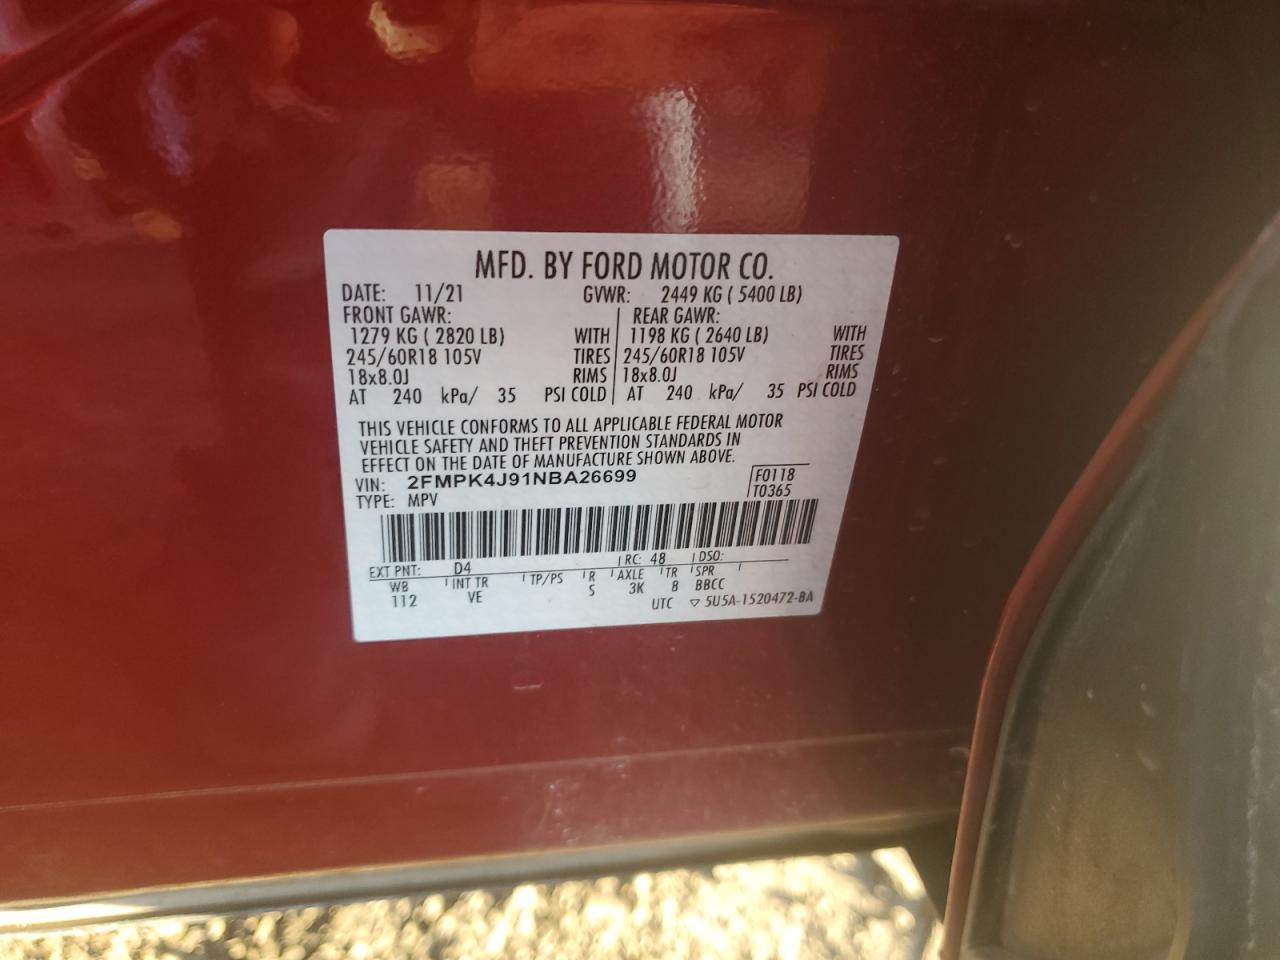 MFD. BY FORD MOTOR CO.
DATE: 11/21 GVWR: 2449 KG ( 5400 LB)
FRONT GAWR: REAR GAWR:
1279 KG ( 2820 LB) WITH 1198 KG ( 2640 LB) WITH
245/60R18 105V TIRES 245/60R18 105V TIRES
18x8.0J RIMS 18x8.0J RIMS
AT 240 kPa/ 35 PSI COLD AT 240 kPa/ 35 PSI COLD
THIS VEHICLE CONFORMS TO ALL APPLICABLE FEDERAL MOTOR
VEHICLE SAFETY AND THEFT PREVENTION STANDARDS IN
EFFECT ON THE DATE OF MANUFACTURE SHOWN ABOVE.
VIN: 2FMPK4J91NBA26699 F0118
TYPE: MPV T0365
EXT PNT: D4 RC: 48 DSO:
WB INT TR TP/PS R AXLE TR SPR
112 VE S 3K 8 BBCC
UTC ▽ 5U5A-1520472-BA